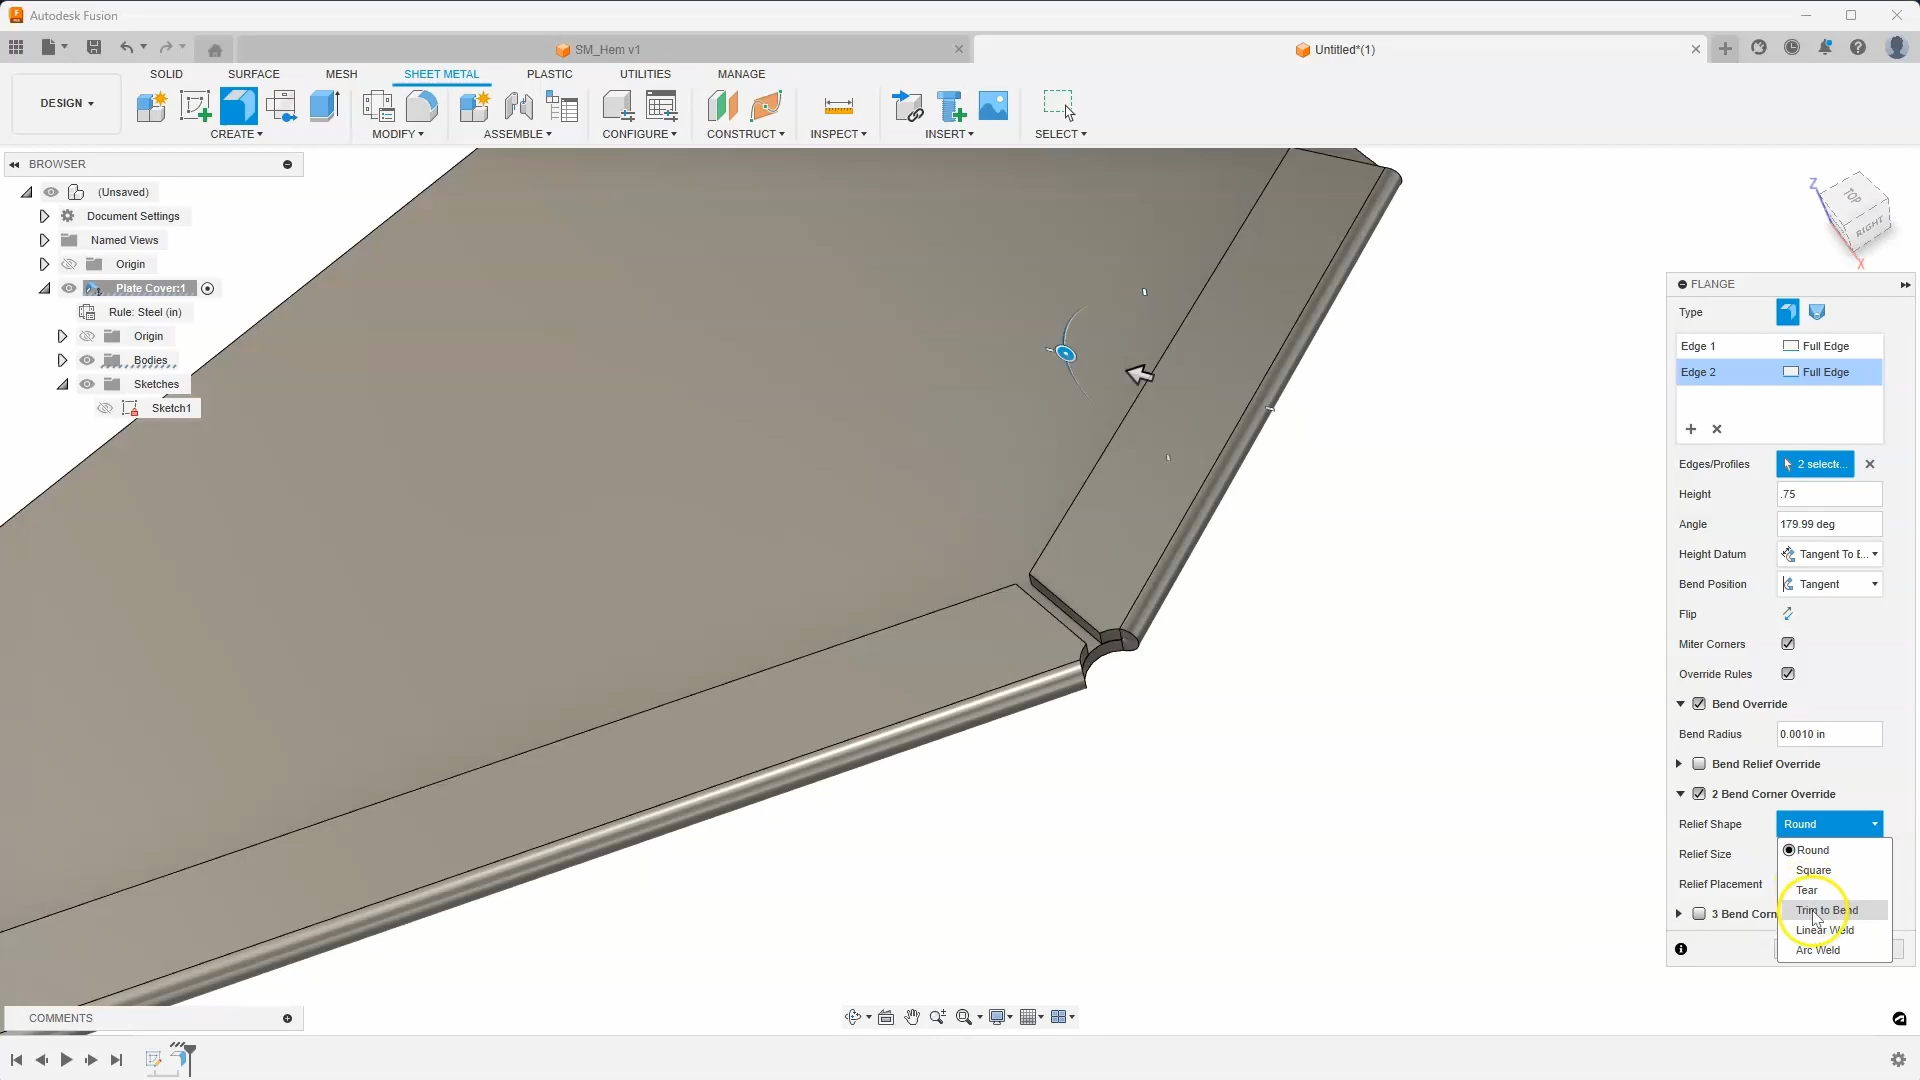 Autodesk Fusion
SM_Hem v1
Untitled*(1)
SOLID SURFACE MESH SHEET METAL PLASTIC UTILITIES MANAGE
DESIGN
CREATE MODIFY ASSEMBLE CONFIGURE CONSTRUCT INSPECT INSERT SELECT
BROWSER
(Unsaved)
Document Settings
Named Views
Origin
Plate Cover:1
Rule: Steel (in)
Origin
Bodies
Sketches
Sketch1
Z
TOP
RIGHT
X
FLANGE
Type
Edge 1 Full Edge
Edge 2 Full Edge
Edges/Profiles 2 selecte...
Height .75
Angle 179.99 deg
Height Datum Tangent To E...
Bend Position Tangent
Flip
Miter Corners
Override Rules
Bend Override
Bend Radius 0.0010 in
Bend Relief Override
2 Bend Corner Override
Relief Shape Round
Round
Relief Size
Square
Relief Placement
Tear
3 Bend Corn
Trim to Bend
Linear Weld
Arc Weld
COMMENTS